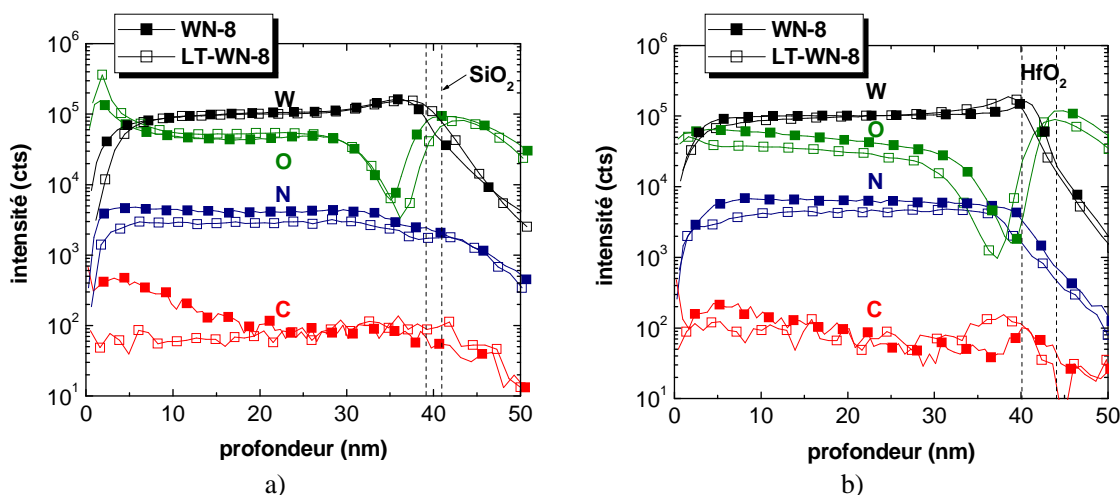 WN-8
LT-WN-8
10⁶
10⁵
10⁴
10³
10²
10¹
intensité (cts)
W
O
N
C
SiO₂
0 10 20 30 40 50
profondeur (nm)
a)
WN-8
LT-WN-8
10⁶
10⁵
10⁴
10³
10²
10¹
intensité (cts)
W
O
N
C
HfO₂
0 10 20 30 40 50
profondeur (nm)
b)